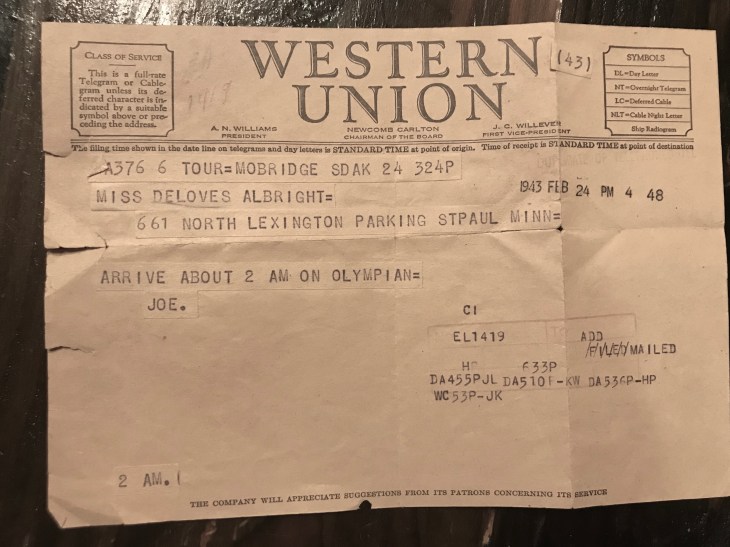 CLASS OF SERVICE
This is a full-rate
Telegram or Cable-
gram unless its de-
ferred character is in-
dicated by a suitable
symbol above or pre-
ceding the address.
WESTERN
UNION
(43)
A. N. WILLIAMS
PRESIDENT
NEWCOMB CARLTON
CHAIRMAN OF THE BOARD
J. C. WILLEVER
FIRST VICE-PRESIDENT
SYMBOLS
DL=Day Letter
NT=Overnight Telegram
LC=Deferred Cable
NLT=Cable Night Letter
Ship Radiogram
The filing time shown in the date line on telegrams and day letters is STANDARD TIME at point of origin. Time of receipt is STANDARD TIME at point of destination
A376 6 TOUR=MOBRIDGE SDAK 24 324P
1943 FEB 24 PM 4 48
MISS DELOVES ALBRIGHT=
661 NORTH LEXINGTON PARKING STPAUL MINN=
ARRIVE ABOUT 2 AM ON OLYMPIAN=
JOE.
CI
EL1419 ADD
MAILED
633P
DA455PJL DA510P-KW DA536P-HP
WC53P-JK
2 AM.
THE COMPANY WILL APPRECIATE SUGGESTIONS FROM ITS PATRONS CONCERNING ITS SERVICE